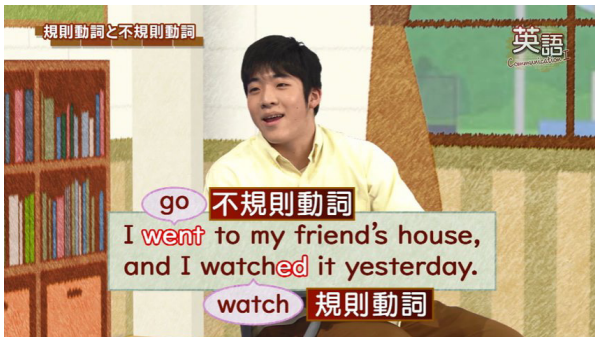 規則動詞と不規則動詞
英語
Communication I
go 不規則動詞
I went to my friend's house,
and I watched it yesterday.
watch 規則動詞